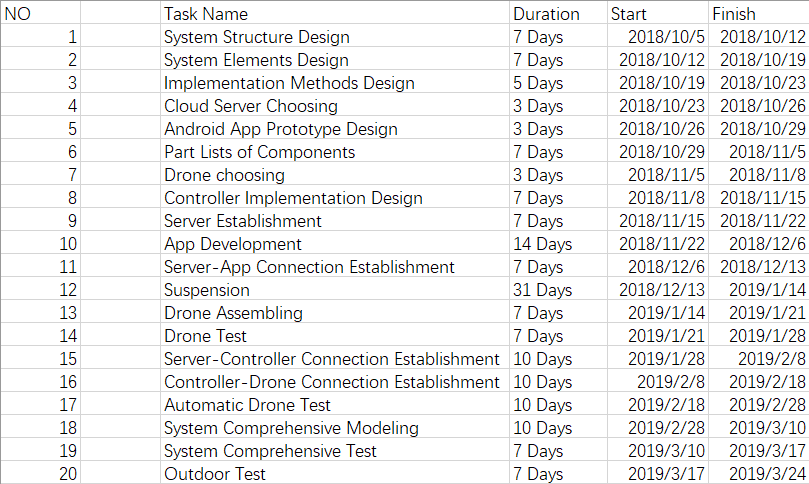 NO Task Name Duration Start Finish
1 System Structure Design 7 Days 2018/10/5 2018/10/12
2 System Elements Design 7 Days 2018/10/12 2018/10/19
3 Implementation Methods Design 5 Days 2018/10/19 2018/10/23
4 Cloud Server Choosing 3 Days 2018/10/23 2018/10/26
5 Android App Prototype Design 3 Days 2018/10/26 2018/10/29
6 Part Lists of Components 7 Days 2018/10/29 2018/11/5
7 Drone choosing 3 Days 2018/11/5 2018/11/8
8 Controller Implementation Design 7 Days 2018/11/8 2018/11/15
9 Server Establishment 7 Days 2018/11/15 2018/11/22
10 App Development 14 Days 2018/11/22 2018/12/6
11 Server-App Connection Establishment 7 Days 2018/12/6 2018/12/13
12 Suspension 31 Days 2018/12/13 2019/1/14
13 Drone Assembling 7 Days 2019/1/14 2019/1/21
14 Drone Test 7 Days 2019/1/21 2019/1/28
15 Server-Controller Connection Establishment 10 Days 2019/1/28 2019/2/8
16 Controller-Drone Connection Establishment 10 Days 2019/2/8 2019/2/18
17 Automatic Drone Test 10 Days 2019/2/18 2019/2/28
18 System Comprehensive Modeling 10 Days 2019/2/28 2019/3/10
19 System Comprehensive Test 7 Days 2019/3/10 2019/3/17
20 Outdoor Test 7 Days 2019/3/17 2019/3/24